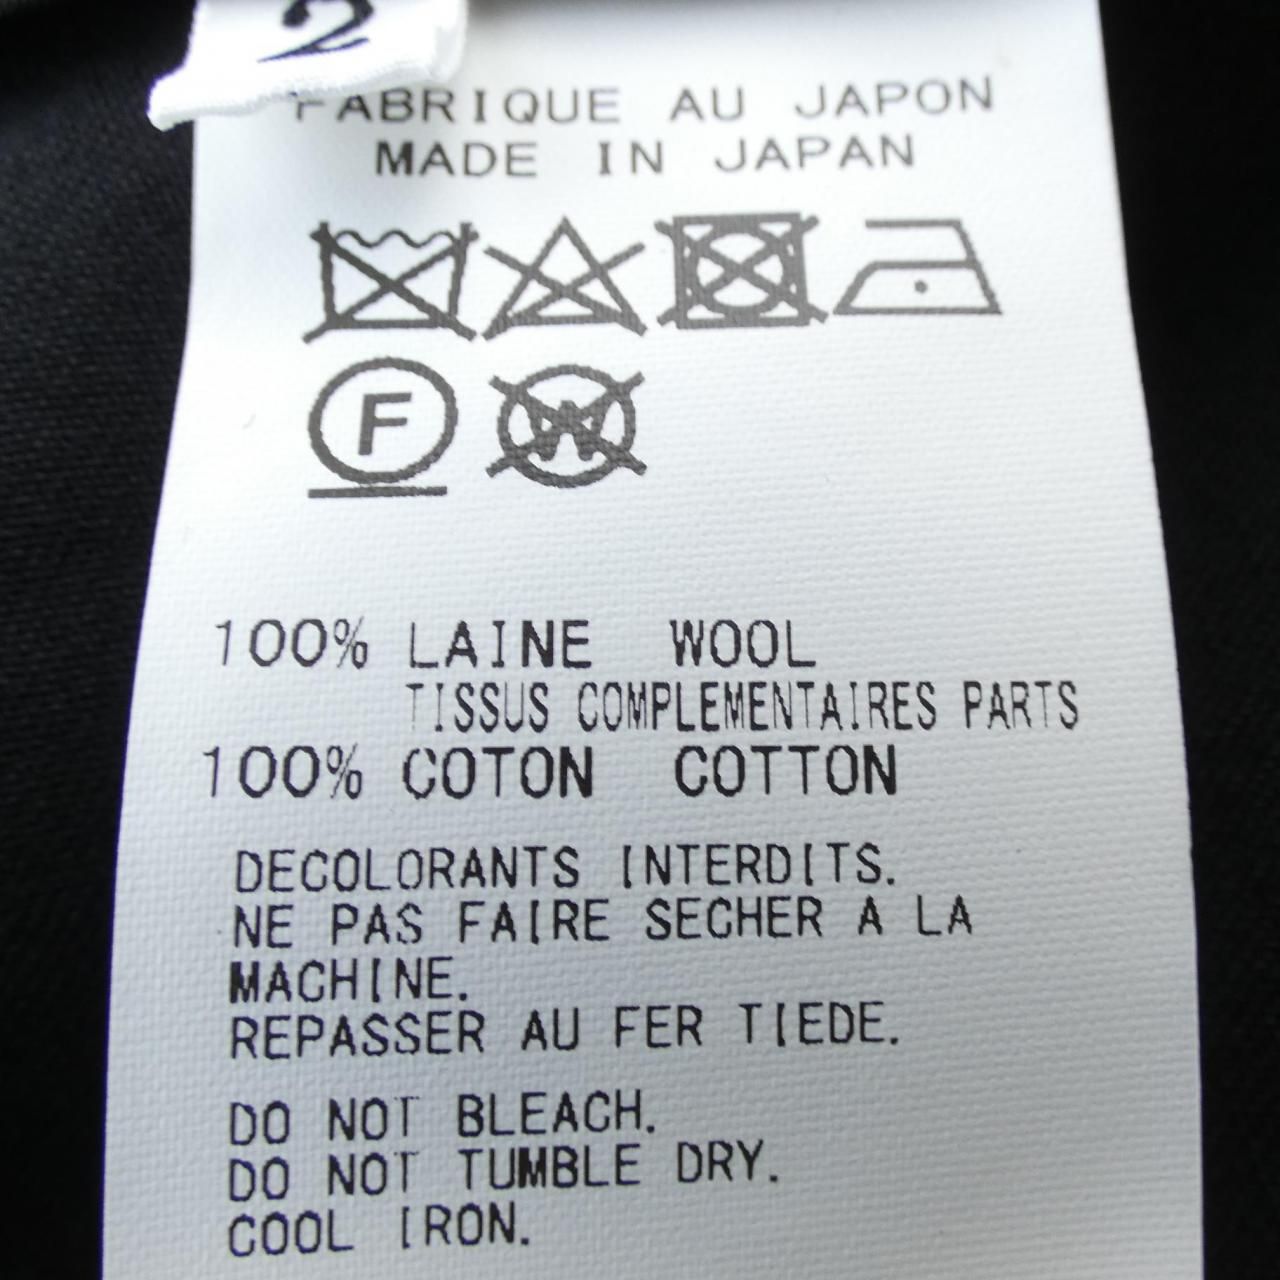 2
FABRIQUE AU JAPON
MADE IN JAPAN
F
W
100% LAINE WOOL
TISSUS COMPLEMENTAIRES PARTS
100% COTON COTTON
DECOLORANTS INTERDITS.
NE PAS FAIRE SECHER A LA
MACHINE.
REPASSER AU FER TIEDE.
DO NOT BLEACH.
DO NOT TUMBLE DRY.
COOL IRON.